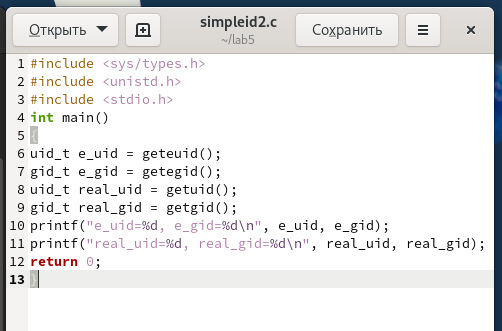 Открыть
simpleid2.c
~/lab5
Сохранить
1 #include <sys/types.h>
2 #include <unistd.h>
3 #include <stdio.h>
4 int main()
5 {
6 uid_t e_uid = geteuid();
7 gid_t e_gid = getegid();
8 uid_t real_uid = getuid();
9 gid_t real_gid = getgid();
10 printf("e_uid=%d, e_gid=%d\n", e_uid, e_gid);
11 printf("real_uid=%d, real_gid=%d\n", real_uid, real_gid);
12 return 0;
13 }